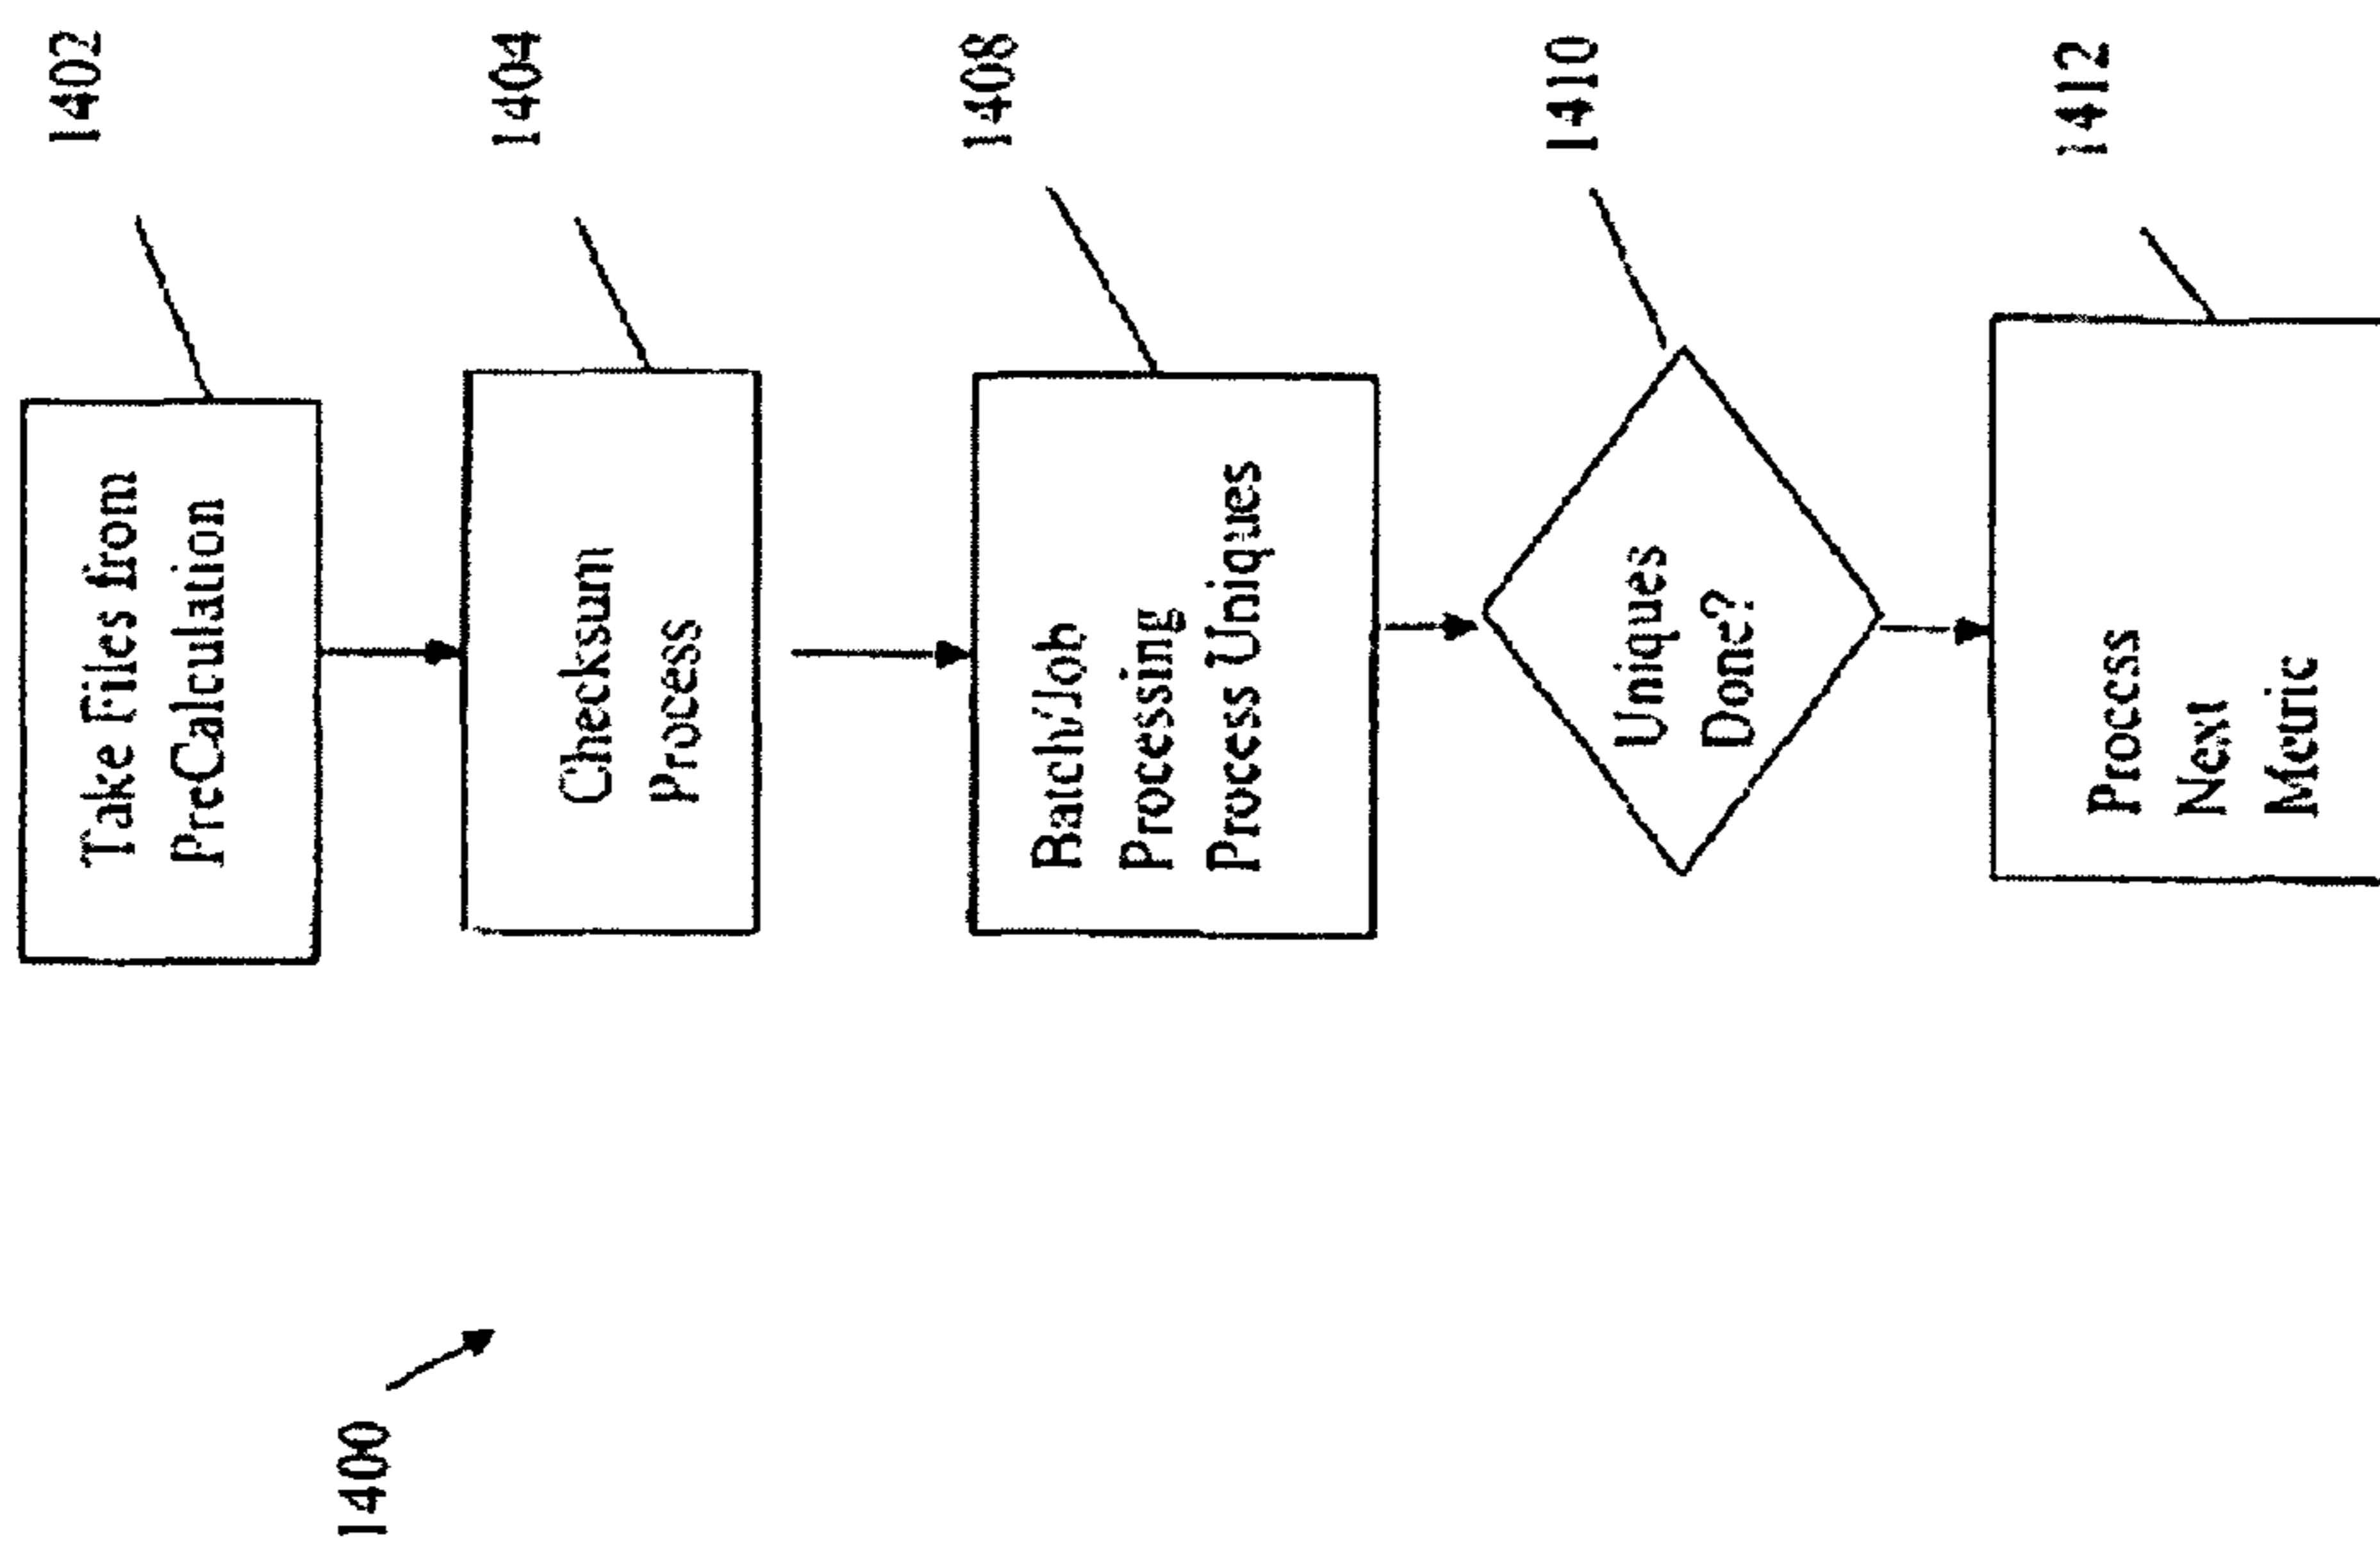 1400
Take Files from
PreCalculation
1402
Checksum
Process
1404
Batch/Job
Processing
Process Uniques
1408
Uniques
Done?
1410
Process
Next
Metric
1412